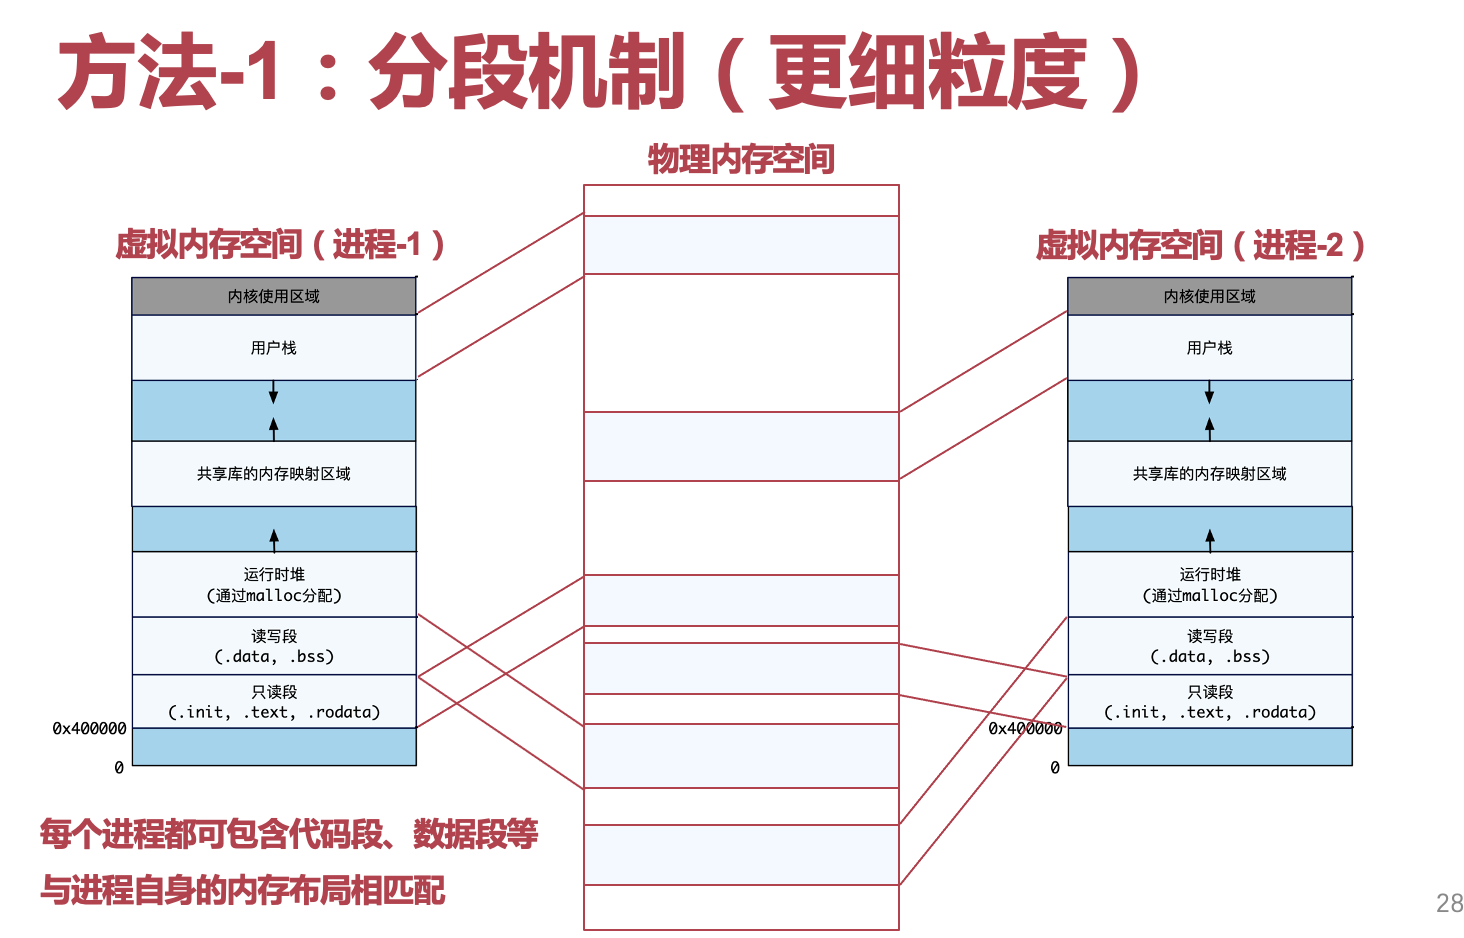 方法-1：分段机制（更细粒度）
物理内存空间
虚拟内存空间（进程-1）
内核使用区域
用户栈
共享库的内存映射区域
运行时堆
(通过malloc分配)
读写段
(.data, .bss)
只读段
(.init, .text, .rodata)
0x400000
0
虚拟内存空间（进程-2）
内核使用区域
用户栈
共享库的内存映射区域
运行时堆
(通过malloc分配)
读写段
(.data, .bss)
只读段
(.init, .text, .rodata)
0x400000
0
每个进程都可包含代码段、数据段等
与进程自身的内存布局相匹配
28